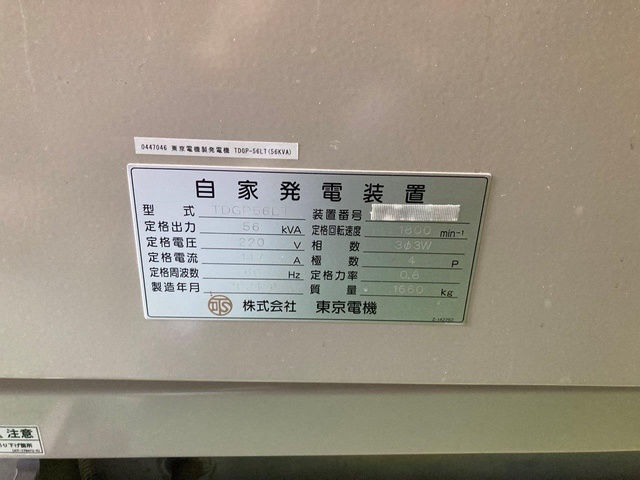 0447046 東京電機製発電機 TDGP-56LT(56KVA)
自家発電装置
型式 TDGP56L 装置番号
定格出力 56 kVA 定格回転速度 1800 min⁻¹
定格電圧 220 V 相数 3φ3W
定格電流 147 A 極数 4 P
定格周波数 60 Hz 定格力率 0.8
製造年月 質量 1660 kg
TDS 株式会社 東京電機
注意